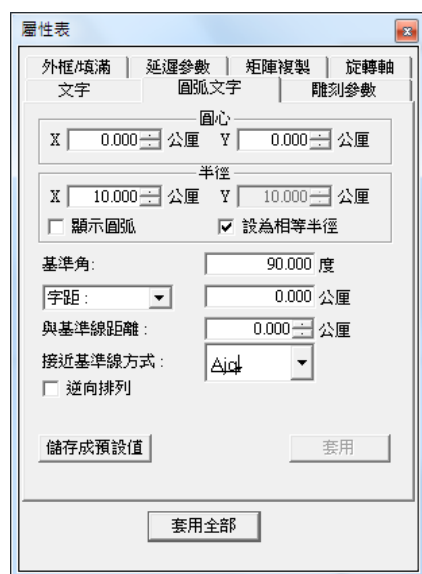 屬性表
外框/填滿 延遲參數 矩陣複製 旋轉軸
文字 圓弧文字 雕刻參數
圓心
X 0.000 公厘 Y 0.000 公厘
半徑
X 10.000 公厘 Y 10.000 公厘
顯示圓弧 設為相等半徑
基準角: 90.000 度
字距: 0.000 公厘
與基準線距離: 0.000 公厘
接近基準線方式: Ajql
逆向排列
儲存成預設值 套用
套用全部